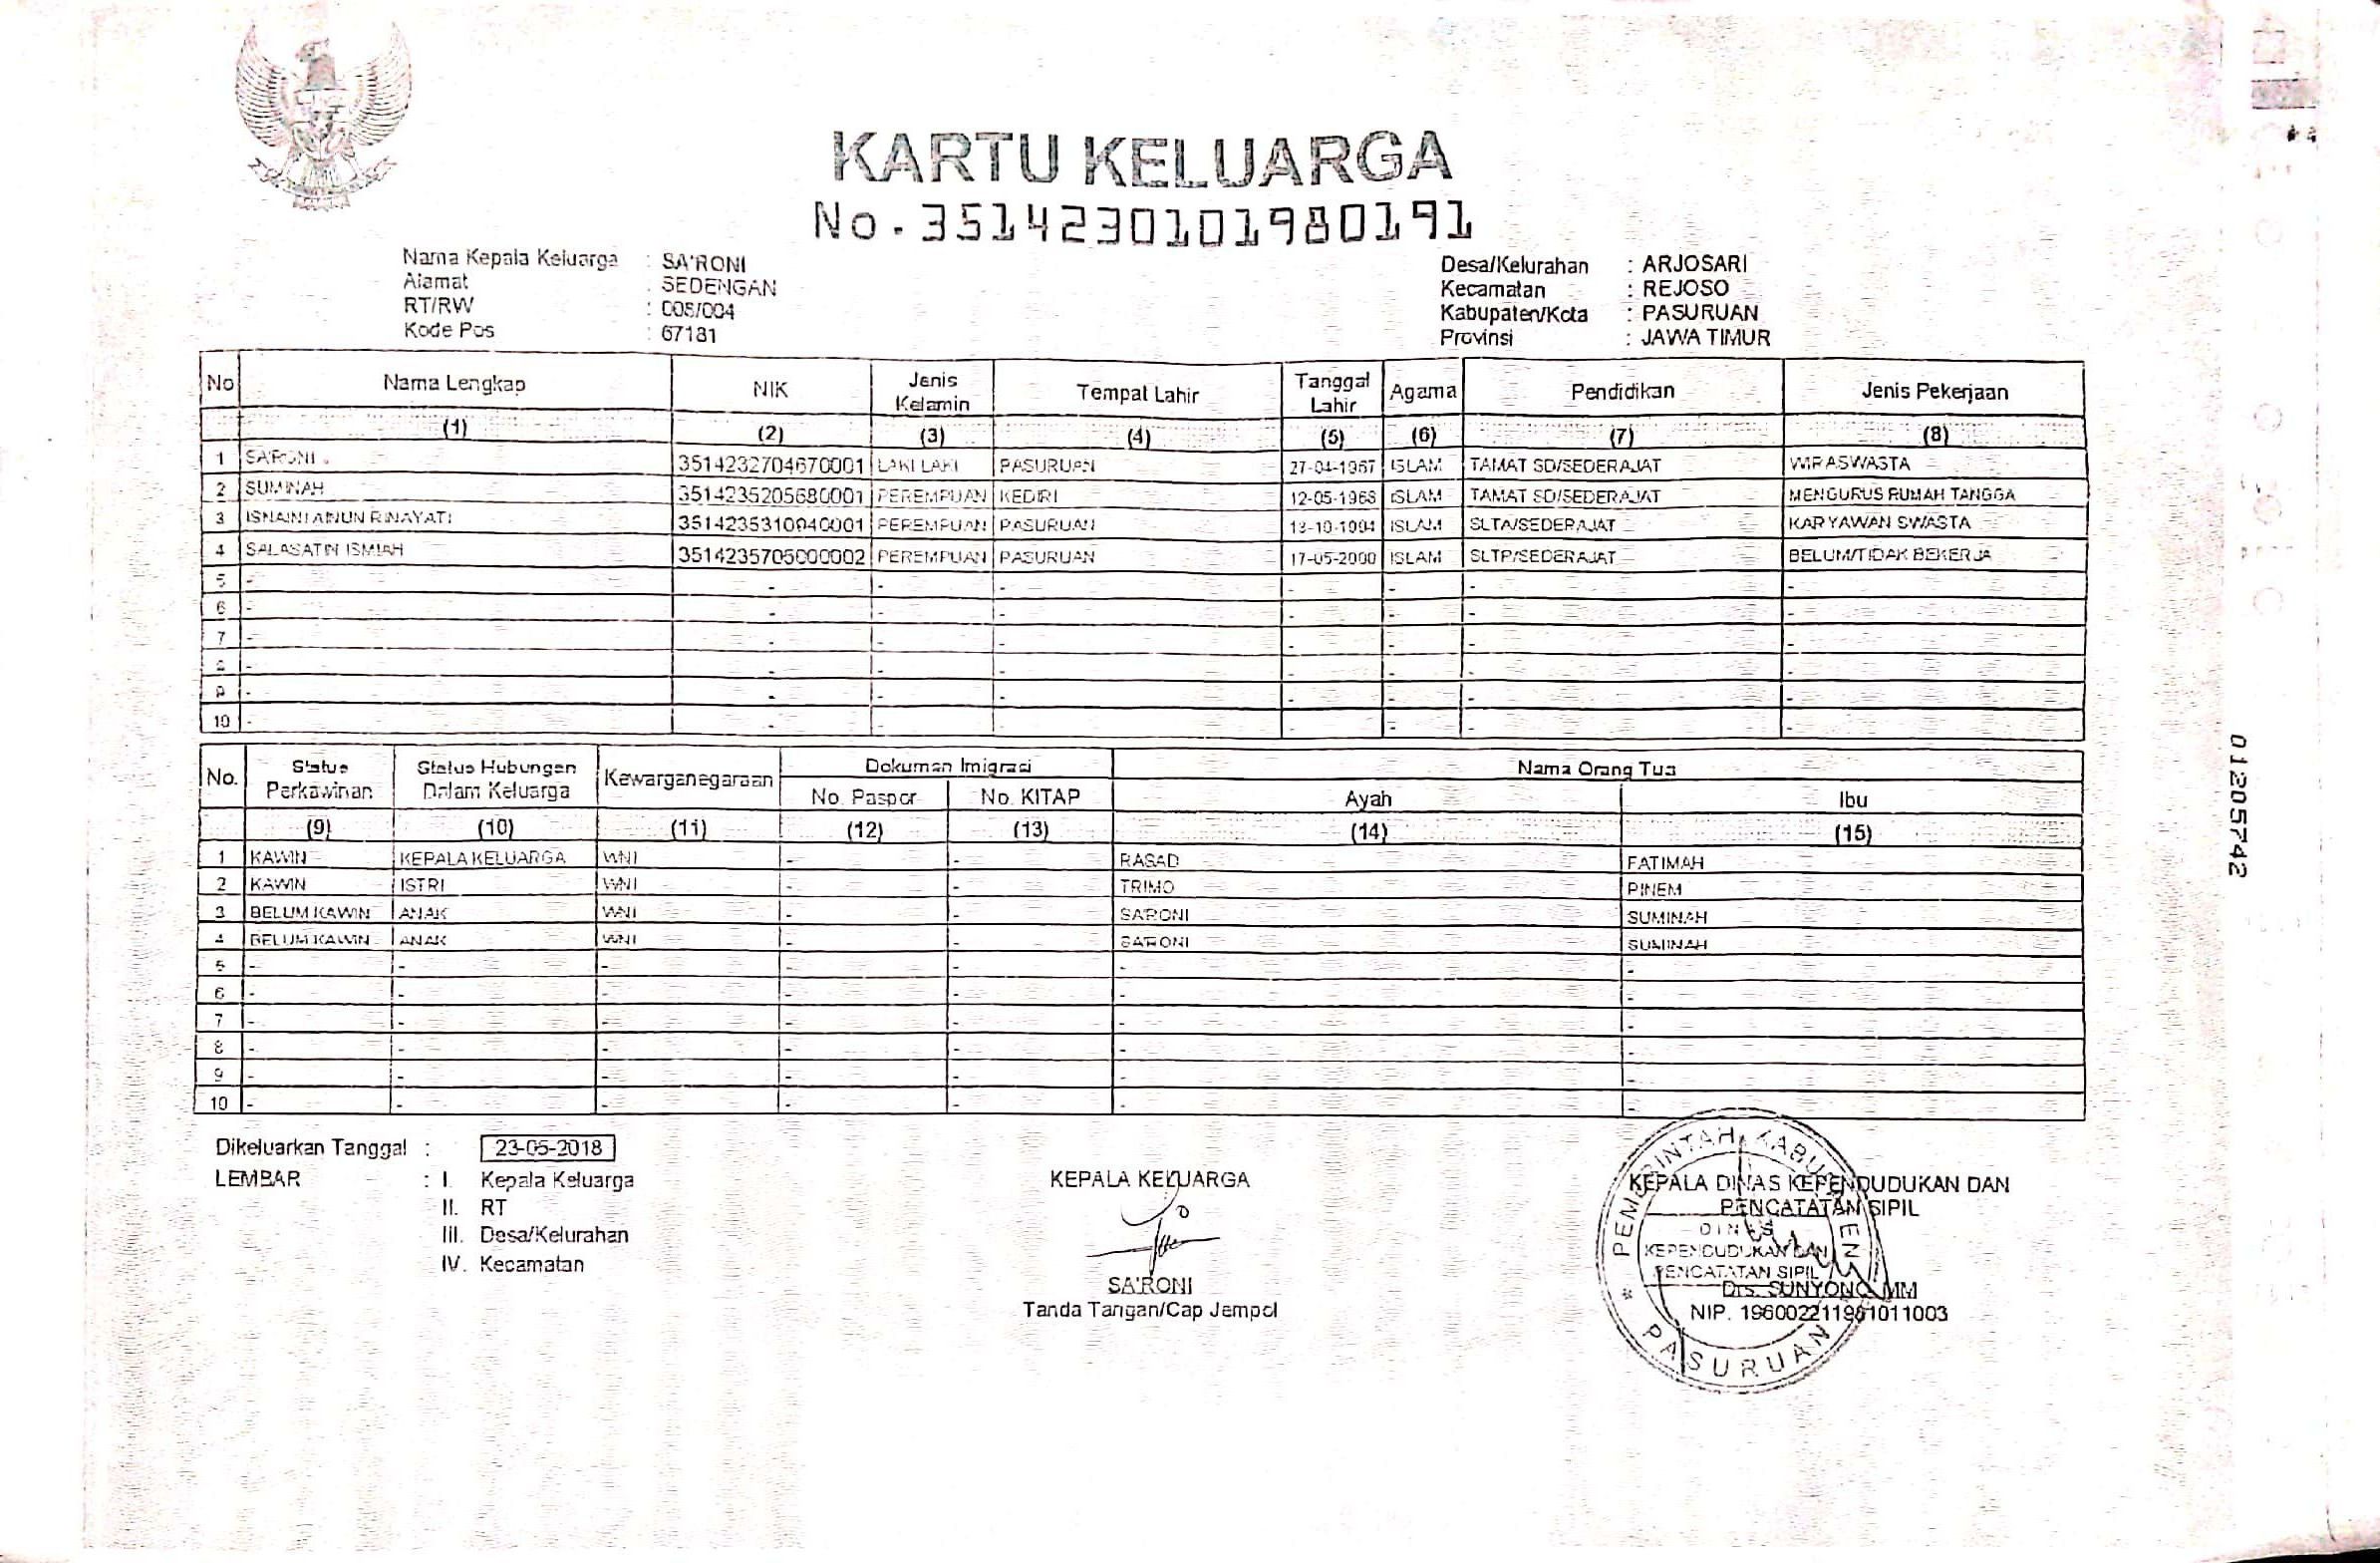 KARTU KELUARGA
No. 3514230101980191
Nama Kepala Keluarga : SA'RONI
Alamat : SEDENGAN
RT/RW : 005/004
Kode Pos : 67181
Desa/Kelurahan : ARJOSARI
Kecamatan : REJOSO
Kabupaten/Kota : PASURUAN
Provinsi : JAWA TIMUR
No Nama Lengkap NIK Jenis Kelamin Tempat Lahir Tanggal Lahir Agama Pendidikan Jenis Pekerjaan
(1) (2) (3) (4) (5) (6) (7) (8)
1 SA'RONI 3514232704670001 LAKI LAKI PASURUAN 27-04-1967 ISLAM TAMAT SD/SEDERAJAT WIRASWASTA
2 SUMINAH 3514235205680001 PEREMPUAN KEDIRI 12-05-1968 ISLAM TAMAT SD/SEDERAJAT MENGURUS RUMAH TANGGA
3 ISNAINI AINUN RINAYATI 3514235310940001 PEREMPUAN PASURUAN 13-10-1994 ISLAM SLTA/SEDERAJAT KARYAWAN SWASTA
4 SALASATIN ISMIAH 3514235705000002 PEREMPUAN PASURUAN 17-05-2000 ISLAM SLTP/SEDERAJAT BELUM/TIDAK BEKERJA
5 - - - - - - - -
6 - - - - - - - -
7 - - - - - - - -
8 - - - - - - - -
9 - - - - - - - -
10 - - - - - - - -
No. Status Perkawinan Status Hubungan Dalam Keluarga Kewarganegaraan Dokumen Imigrasi Nama Orang Tua
No. Paspor No. KITAP Ayah Ibu
(9) (10) (11) (12) (13) (14) (15)
1 KAWIN KEPALA KELUARGA WNI - - RASAD FATIMAH
2 KAWIN ISTRI WNI - - TRIMO PINEM
3 BELUM KAWIN ANAK WNI - - SA'RONI SUMINAH
4 BELUM KAWIN ANAK WNI - - SA'RONI SUMINAH
5 - - - - - - -
6 - - - - - - -
7 - - - - - - -
8 - - - - - - -
9 - - - - - - -
10 - - - - - - -
01205742
Dikeluarkan Tanggal : 23-05-2018
LEMBAR : I. Kepala Keluarga
II. RT
III. Desa/Kelurahan
IV. Kecamatan
KEPALA KELUARGA
SA'RONI
Tanda Tangan/Cap Jempol
KEPALA DINAS KEPENDUDUKAN DAN
PENCATATAN SIPIL
Drs. SUNYONO, MM
NIP. 196002211981011003
PEMERINTAH KABUPATEN
DINAS
KEPENDUDUKAN DAN
PENCATATAN SIPIL
* PASURUAN